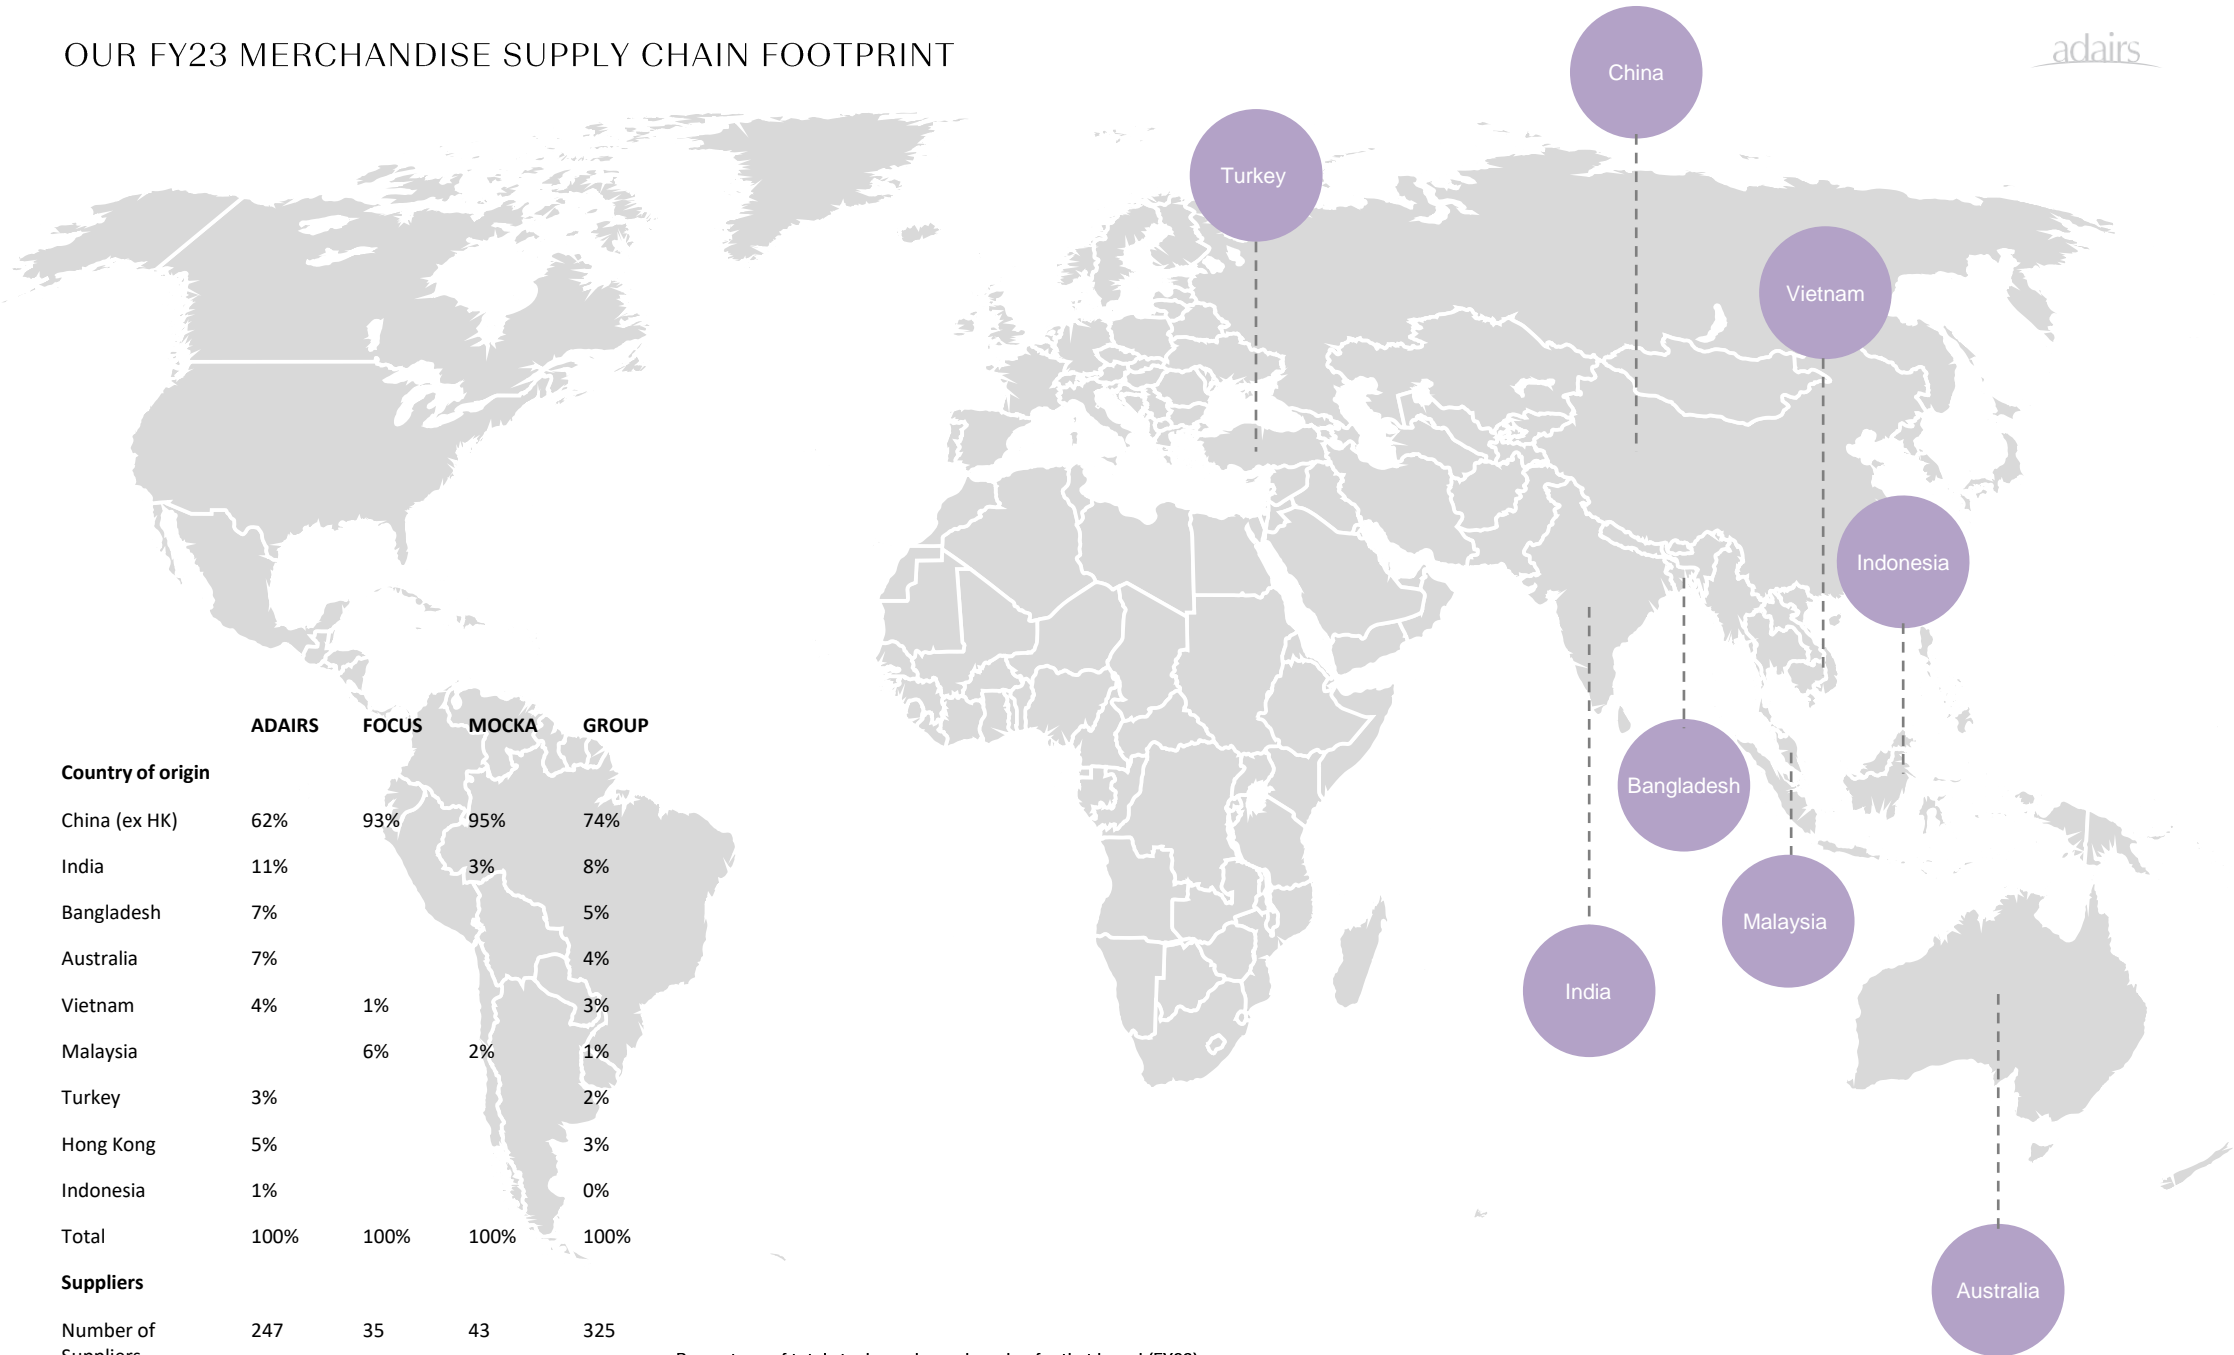 OUR FY23 MERCHANDISE SUPPLY CHAIN FOOTPRINT
adairs
China
Turkey
Vietnam
Indonesia
Bangladesh
Malaysia
India
Australia
ADAIRS FOCUS MOCKA GROUP
Country of origin
China (ex HK) 62% 93% 95% 74%
India 11% 3% 8%
Bangladesh 7% 5%
Australia 7% 4%
Vietnam 4% 1% 3%
Malaysia 6% 2% 1%
Turkey 3% 2%
Hong Kong 5% 3%
Indonesia 1% 0%
Total 100% 100% 100% 100%
Suppliers
Number of 247 35 43 325
Suppliers